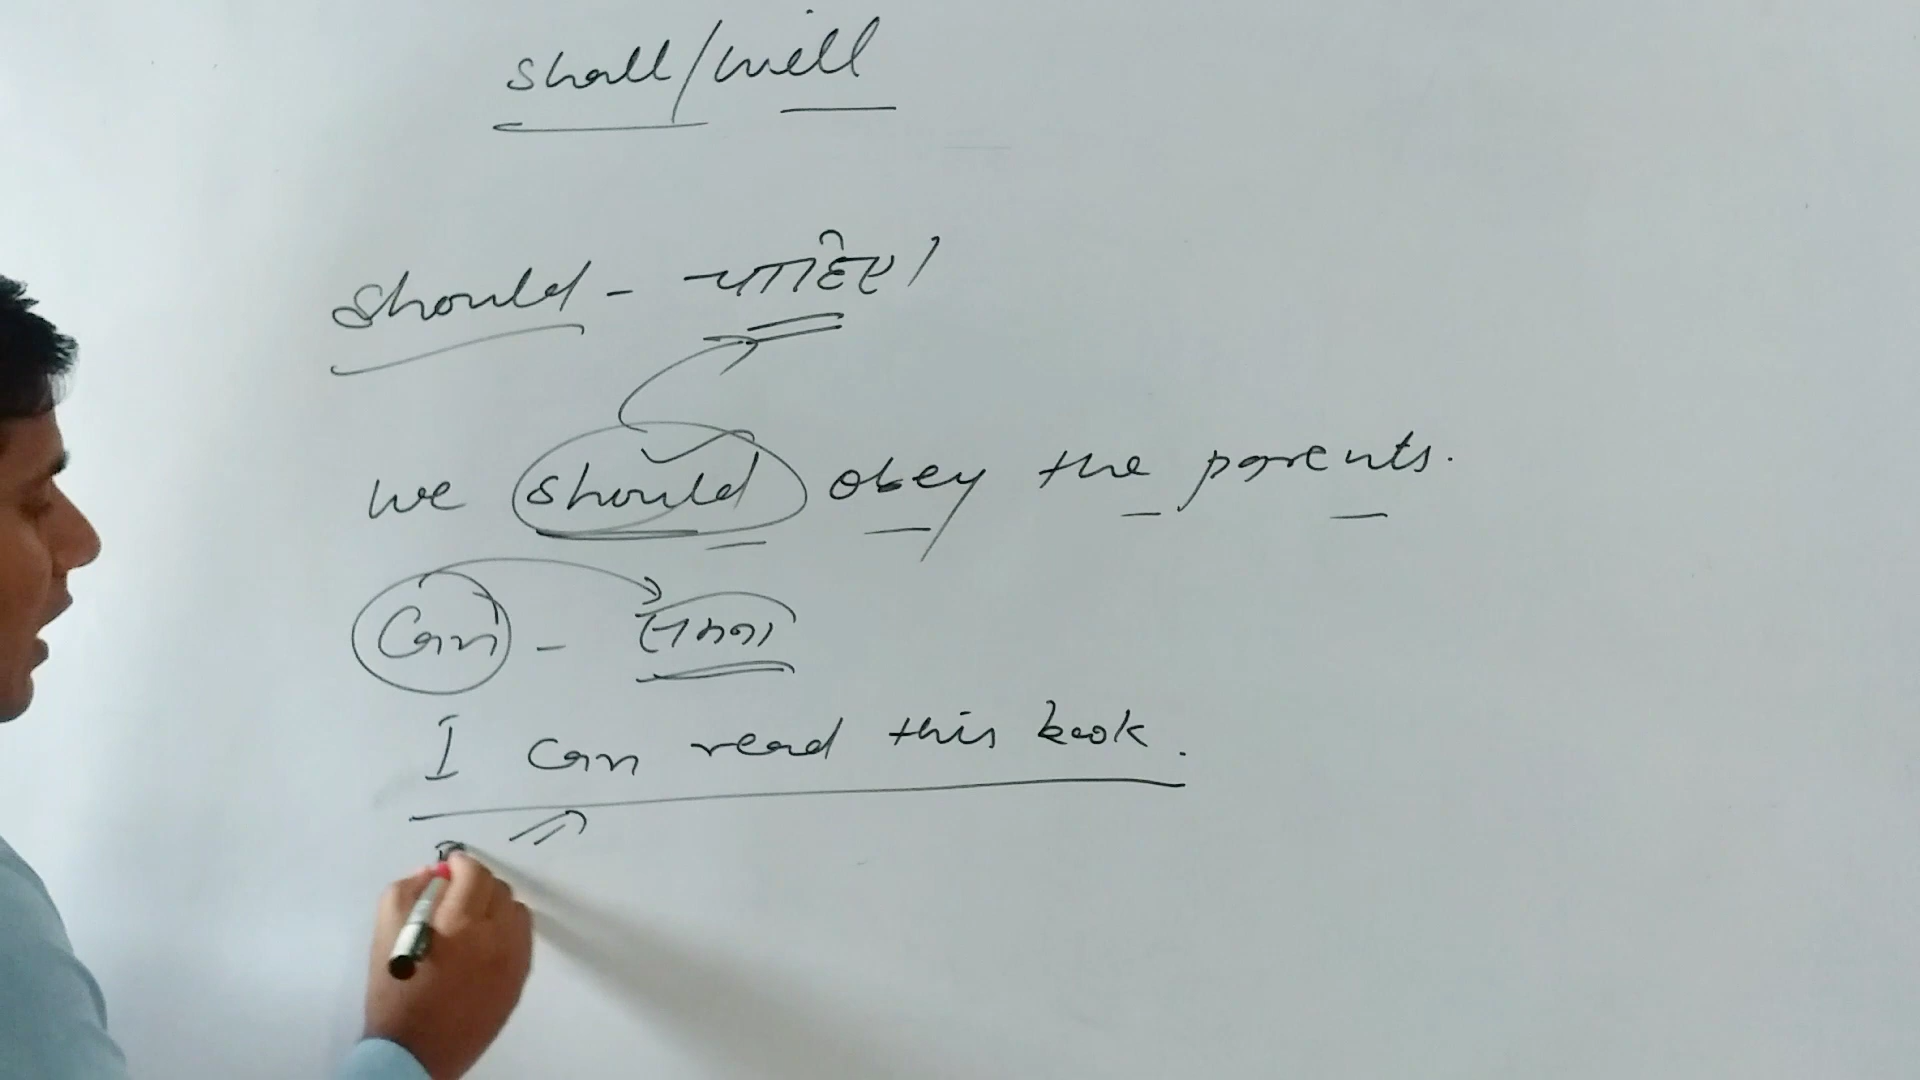 shall/will
should - चाहिए।
we should obey the parents.
Can - सकना
I can read this book.